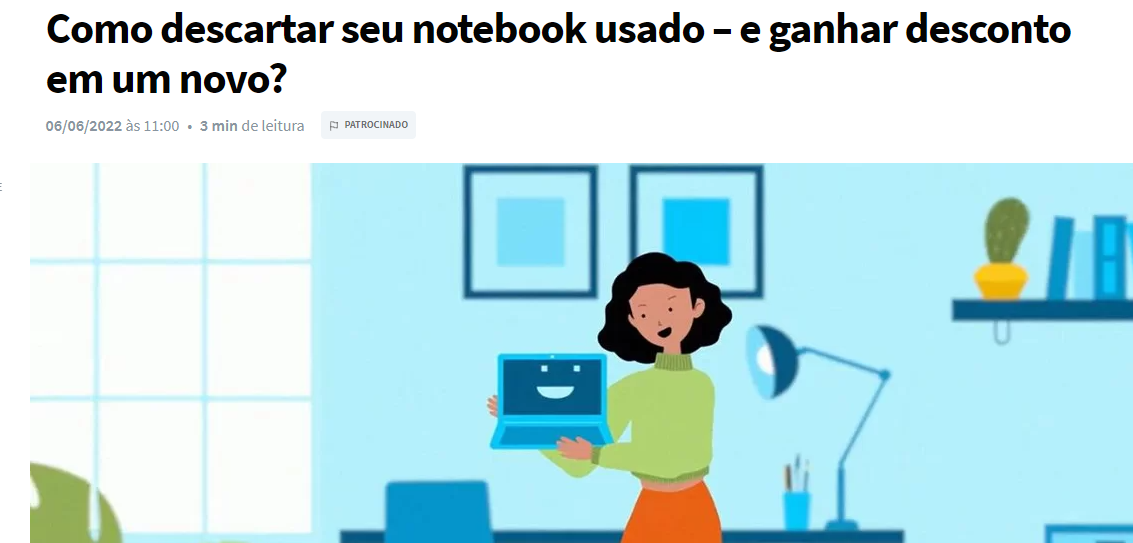 Como descartar seu notebook usado – e ganhar desconto
em um novo?
06/06/2022 às 11:00 • 3 min de leitura PATROCINADO
E